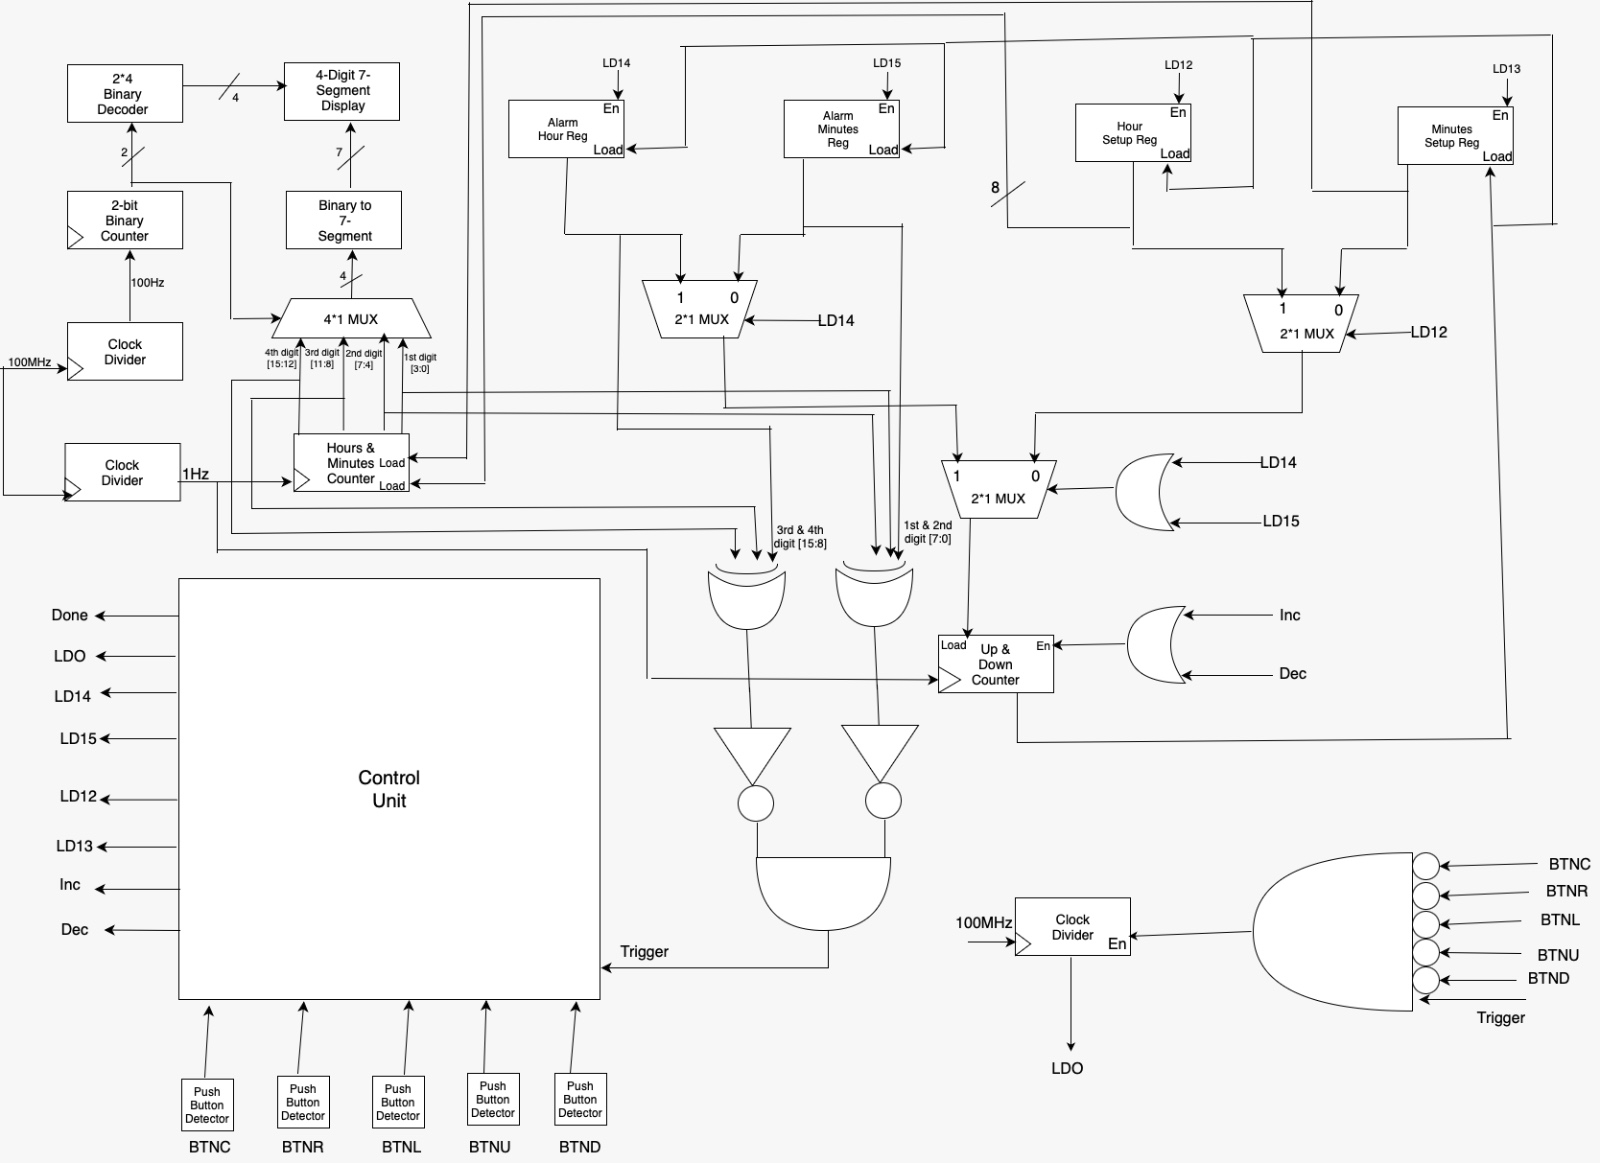 LD14
LD15
LD12
LD13
2*4
Binary
Decoder
4
4-Digit 7-
Segment
Display
En
Alarm
Hour Reg
Load
En
Alarm
Minutes
Reg
Load
En
Hour
Setup Reg
Load
En
Minutes
Setup Reg
Load
2
7
8
2-bit
Binary
Counter
Binary to
7-
Segment
100Hz
4
4*1 MUX
1
0
2*1 MUX
LD14
1
0
2*1 MUX
LD12
100MHz
Clock
Divider
4th digit
[15:12]
3rd digit
[11:8]
2nd digit
[7:4]
1st digit
[3:0]
Clock
Divider
1Hz
Hours &
Minutes
Counter
Load
Load
1
0
2*1 MUX
LD14
LD15
3rd & 4th
digit [15:8]
1st & 2nd
digit [7:0]
Load
En
Up &
Down
Counter
Inc
Dec
Done
LDO
LD14
LD15
LD12
LD13
Inc
Dec
Control
Unit
Trigger
100MHz
Clock
Divider
En
LDO
BTNC
BTNR
BTNL
BTNU
BTND
Trigger
Push
Button
Detector
Push
Button
Detector
Push
Button
Detector
Push
Button
Detector
Push
Button
Detector
BTNC
BTNR
BTNL
BTNU
BTND